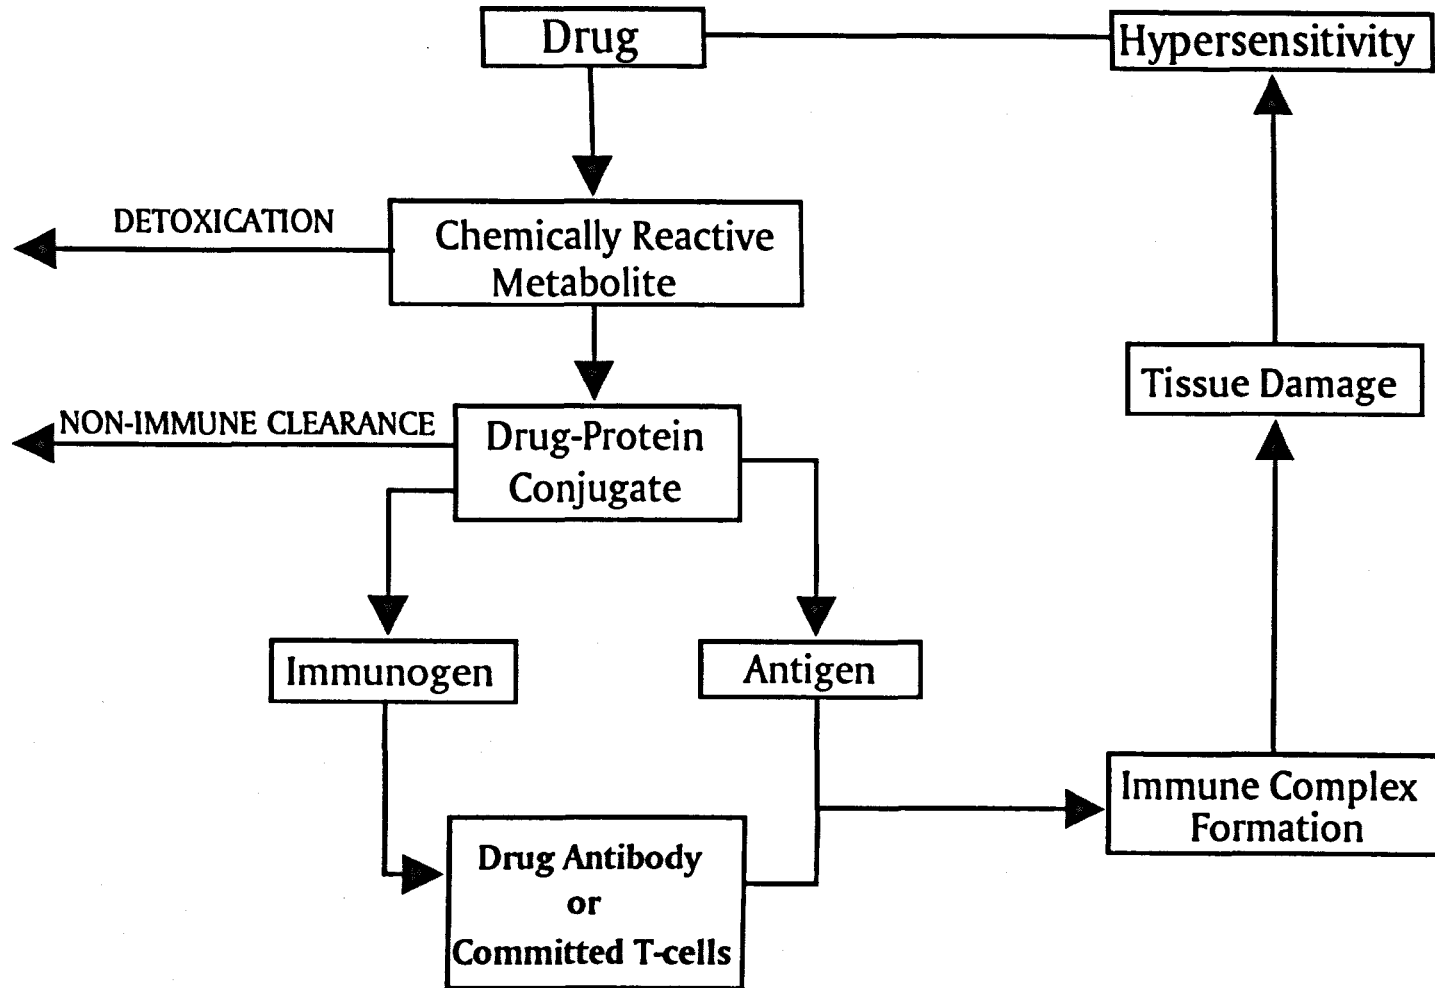 Drug
Hypersensitivity
DETOXICATION
Chemically Reactive
Metabolite
Tissue Damage
NON-IMMUNE CLEARANCE
Drug-Protein
Conjugate
Immunogen
Antigen
Immune Complex
Formation
Drug Antibody
or
Committed T-cells